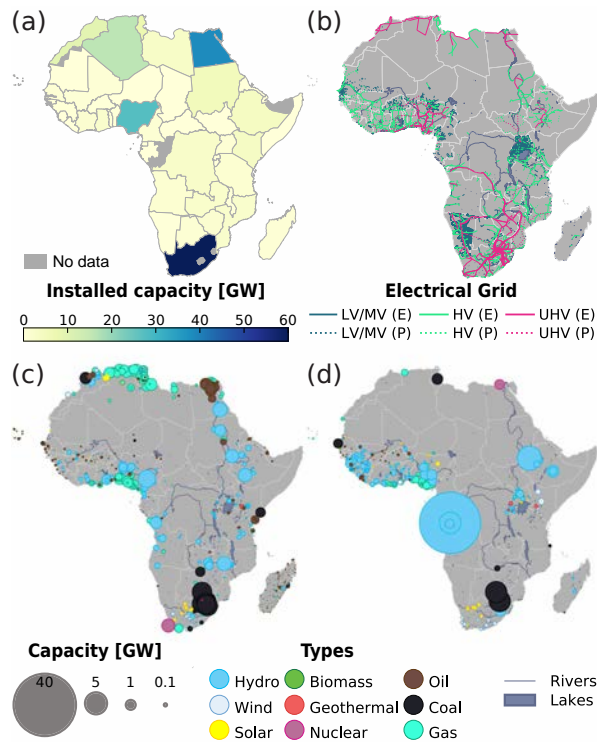 (a)
(b)
No data
Installed capacity [GW]
0 10 20 30 40 50 60
Electrical Grid
LV/MV (E) HV (E) UHV (E)
LV/MV (P) HV (P) UHV (P)
(c)
(d)
Capacity [GW]
40 5 1 0.1
Types
Hydro Biomass Oil
Wind Geothermal Coal
Solar Nuclear Gas
Rivers
Lakes